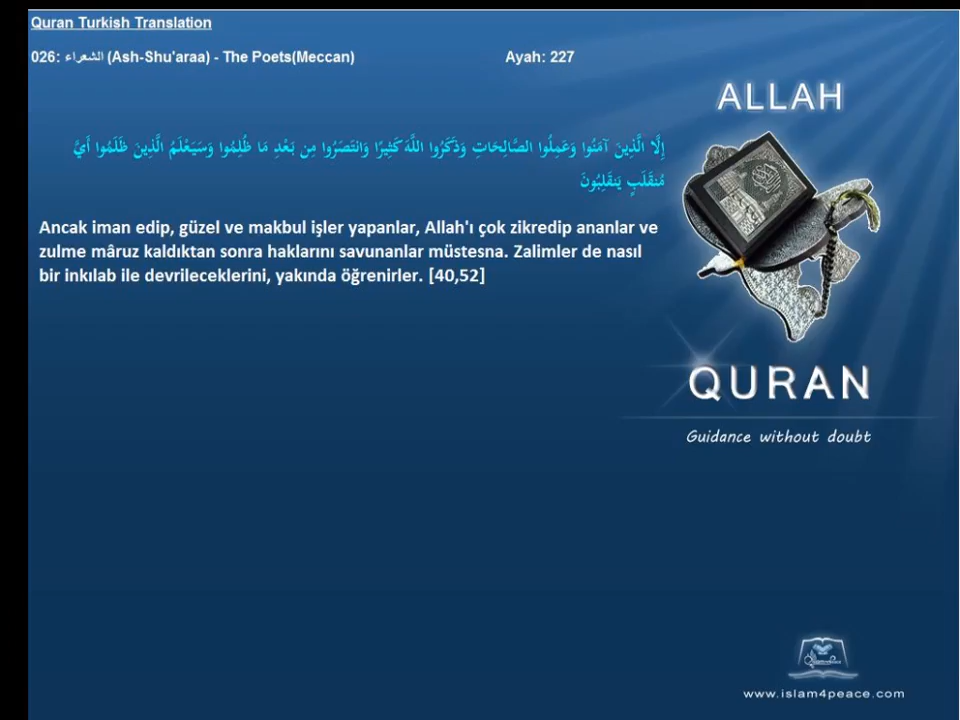 Quran Turkish Translation
026: الشعراء (Ash-Shu'araa) - The Poets(Meccan) Ayah: 227
ALLAH
إِلَّا الَّذِينَ آمَنُوا وَعَمِلُوا الصَّالِحَاتِ وَذَكَرُوا اللَّهَ كَثِيرًا وَانتَصَرُوا مِن بَعْدِ مَا ظُلِمُوا وَسَيَعْلَمُ الَّذِينَ ظَلَمُوا أَيَّ
مُنقَلَبٍ يَنقَلِبُونَ
Ancak iman edip, güzel ve makbul işler yapanlar, Allah'ı çok zikredip ananlar ve
zulme mâruz kaldıktan sonra haklarını savunanlar müstesna. Zalimler de nasıl
bir inkılab ile devrileceklerini, yakında öğrenirler. [40,52]
QURAN
Guidance without doubt
www.islam4peace.com